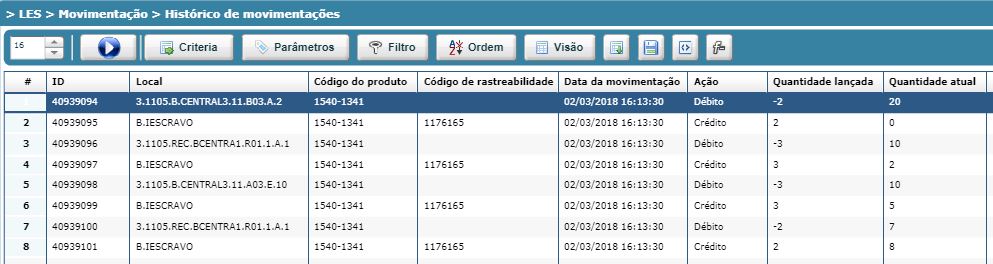 > LES > Movimentação > Histórico de movimentações
16 Criteria Parâmetros Filtro Ordem Visão
# ID Local Código do produto Código de rastreabilidade Data da movimentação Ação Quantidade lançada Quantidade atual
1 40939094 3.1105.B.CENTRAL3.11.B03.A.2 1540-1341 02/03/2018 16:13:30 Débito -2 20
2 40939095 B.IESCRAVO 1540-1341 1176165 02/03/2018 16:13:30 Crédito 2 0
3 40939096 3.1105.REC.BCENTRA1.R01.1.A.1 1540-1341 02/03/2018 16:13:30 Débito -3 10
4 40939097 B.IESCRAVO 1540-1341 1176165 02/03/2018 16:13:30 Crédito 3 2
5 40939098 3.1105.B.CENTRAL3.11.A03.E.10 1540-1341 02/03/2018 16:13:30 Débito -3 10
6 40939099 B.IESCRAVO 1540-1341 1176165 02/03/2018 16:13:30 Crédito 3 5
7 40939100 3.1105.REC.BCENTRA1.R01.1.A.1 1540-1341 02/03/2018 16:13:30 Débito -2 7
8 40939101 B.IESCRAVO 1540-1341 1176165 02/03/2018 16:13:30 Crédito 2 8